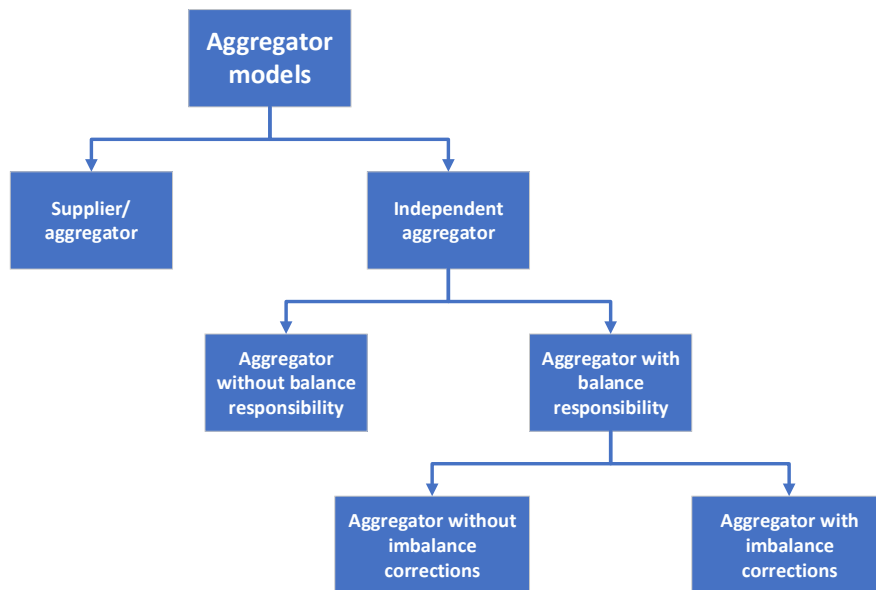 Aggregator
models
Supplier/
aggregator
Independent
aggregator
Aggregator
without balance
responsibility
Aggregator with
balance
responsibility
Aggregator without
imbalance
corrections
Aggregator with
imbalance
corrections